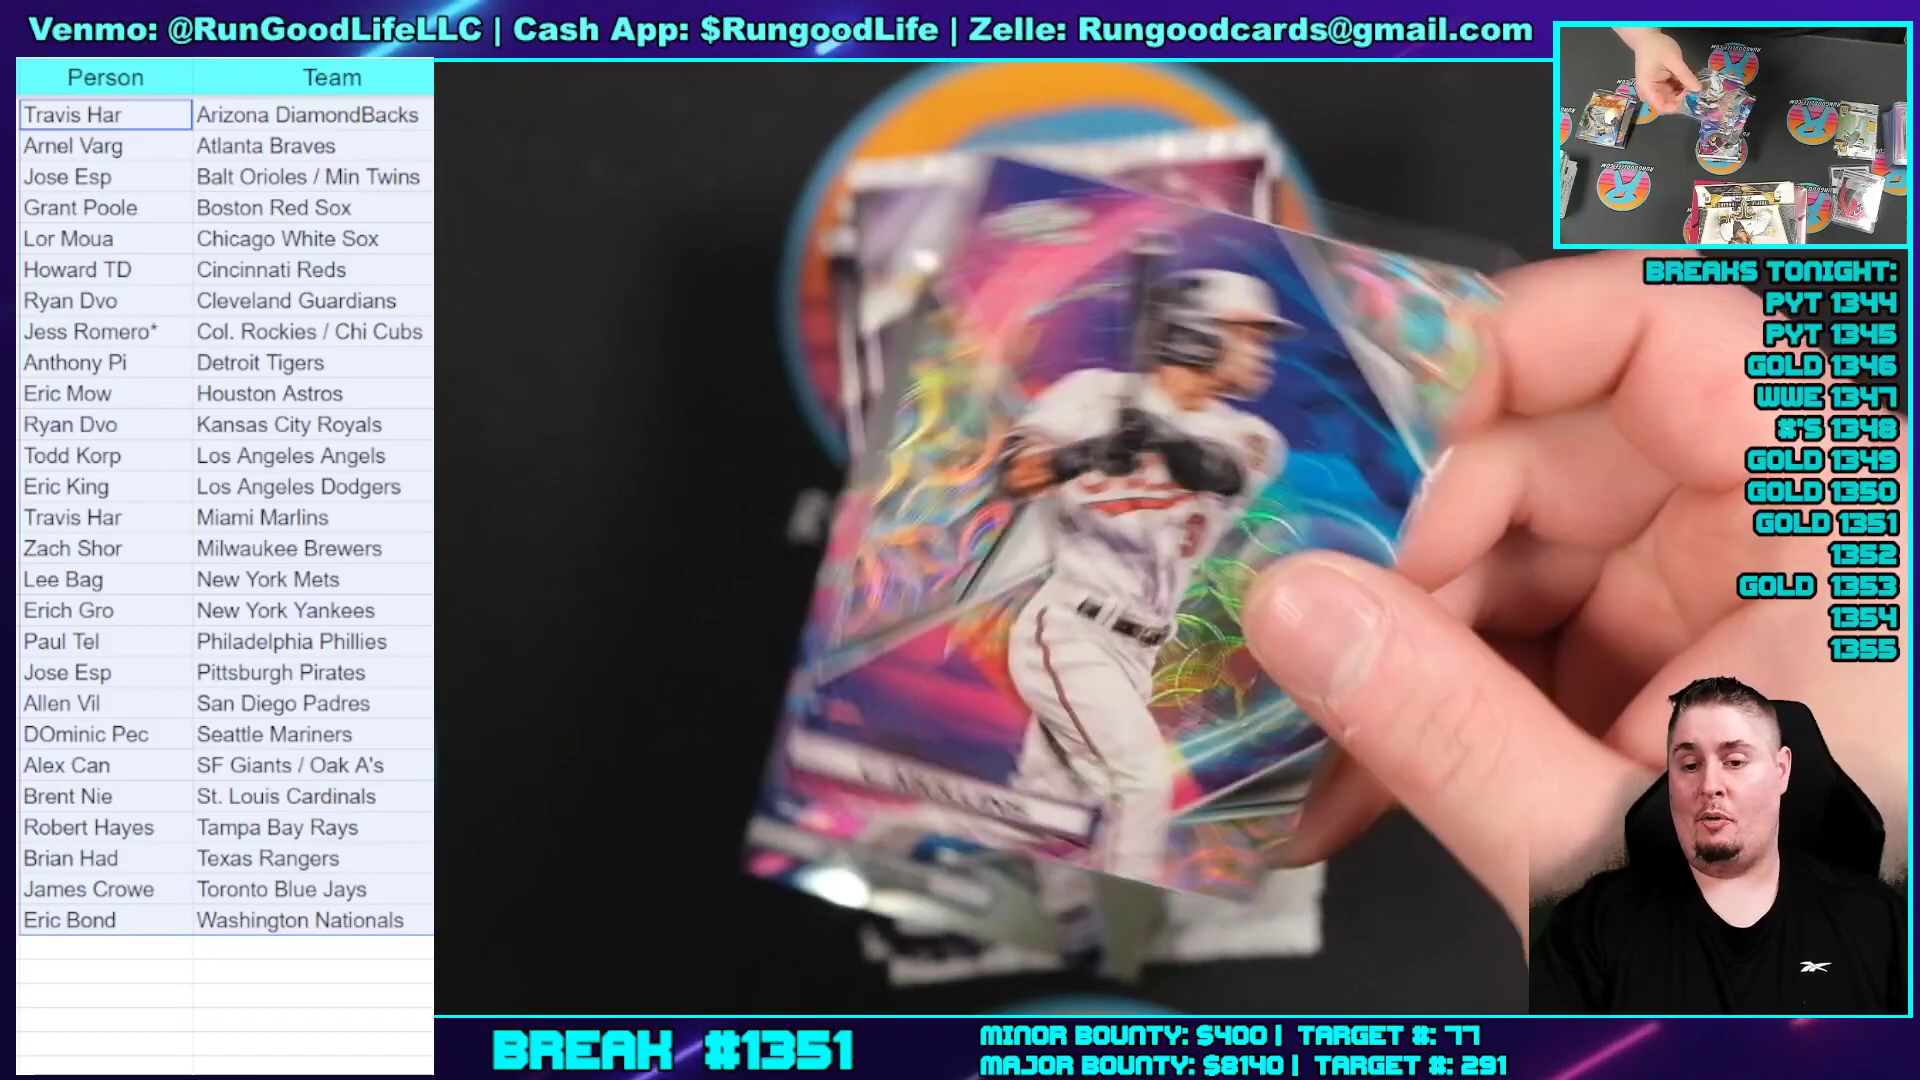 Venmo: @RunGoodLifeLLC | Cash App: $RungoodLife | Zelle: Rungoodcards@gmail.com
Person Team
Travis Har Arizona DiamondBacks
Arnel Varg Atlanta Braves
Jose Esp Balt Orioles / Min Twins
Grant Poole Boston Red Sox
Lor Moua Chicago White Sox
Howard TD Cincinnati Reds
Ryan Dvo Cleveland Guardians
Jess Romero* Col. Rockies / Chi Cubs
Anthony Pi Detroit Tigers
Eric Mow Houston Astros
Ryan Dvo Kansas City Royals
Todd Korp Los Angeles Angels
Eric King Los Angeles Dodgers
Travis Har Miami Marlins
Zach Shor Milwaukee Brewers
Lee Bag New York Mets
Erich Gro New York Yankees
Paul Tel Philadelphia Phillies
Jose Esp Pittsburgh Pirates
Allen Vil San Diego Padres
DOminic Pec Seattle Mariners
Alex Can SF Giants / Oak A's
Brent Nie St. Louis Cardinals
Robert Hayes Tampa Bay Rays
Brian Had Texas Rangers
James Crowe Toronto Blue Jays
Eric Bond Washington Nationals
BREAKS TONIGHT:
PYT 1344
PYT 1345
GOLD 1346
WWE 1347
#'S 1348
GOLD 1349
GOLD 1350
GOLD 1351
1352
GOLD 1353
1354
1355
BREAK #1351
MINOR BOUNTY: $400 | TARGET #: 77
MAJOR BOUNTY: $8140 | TARGET #: 291